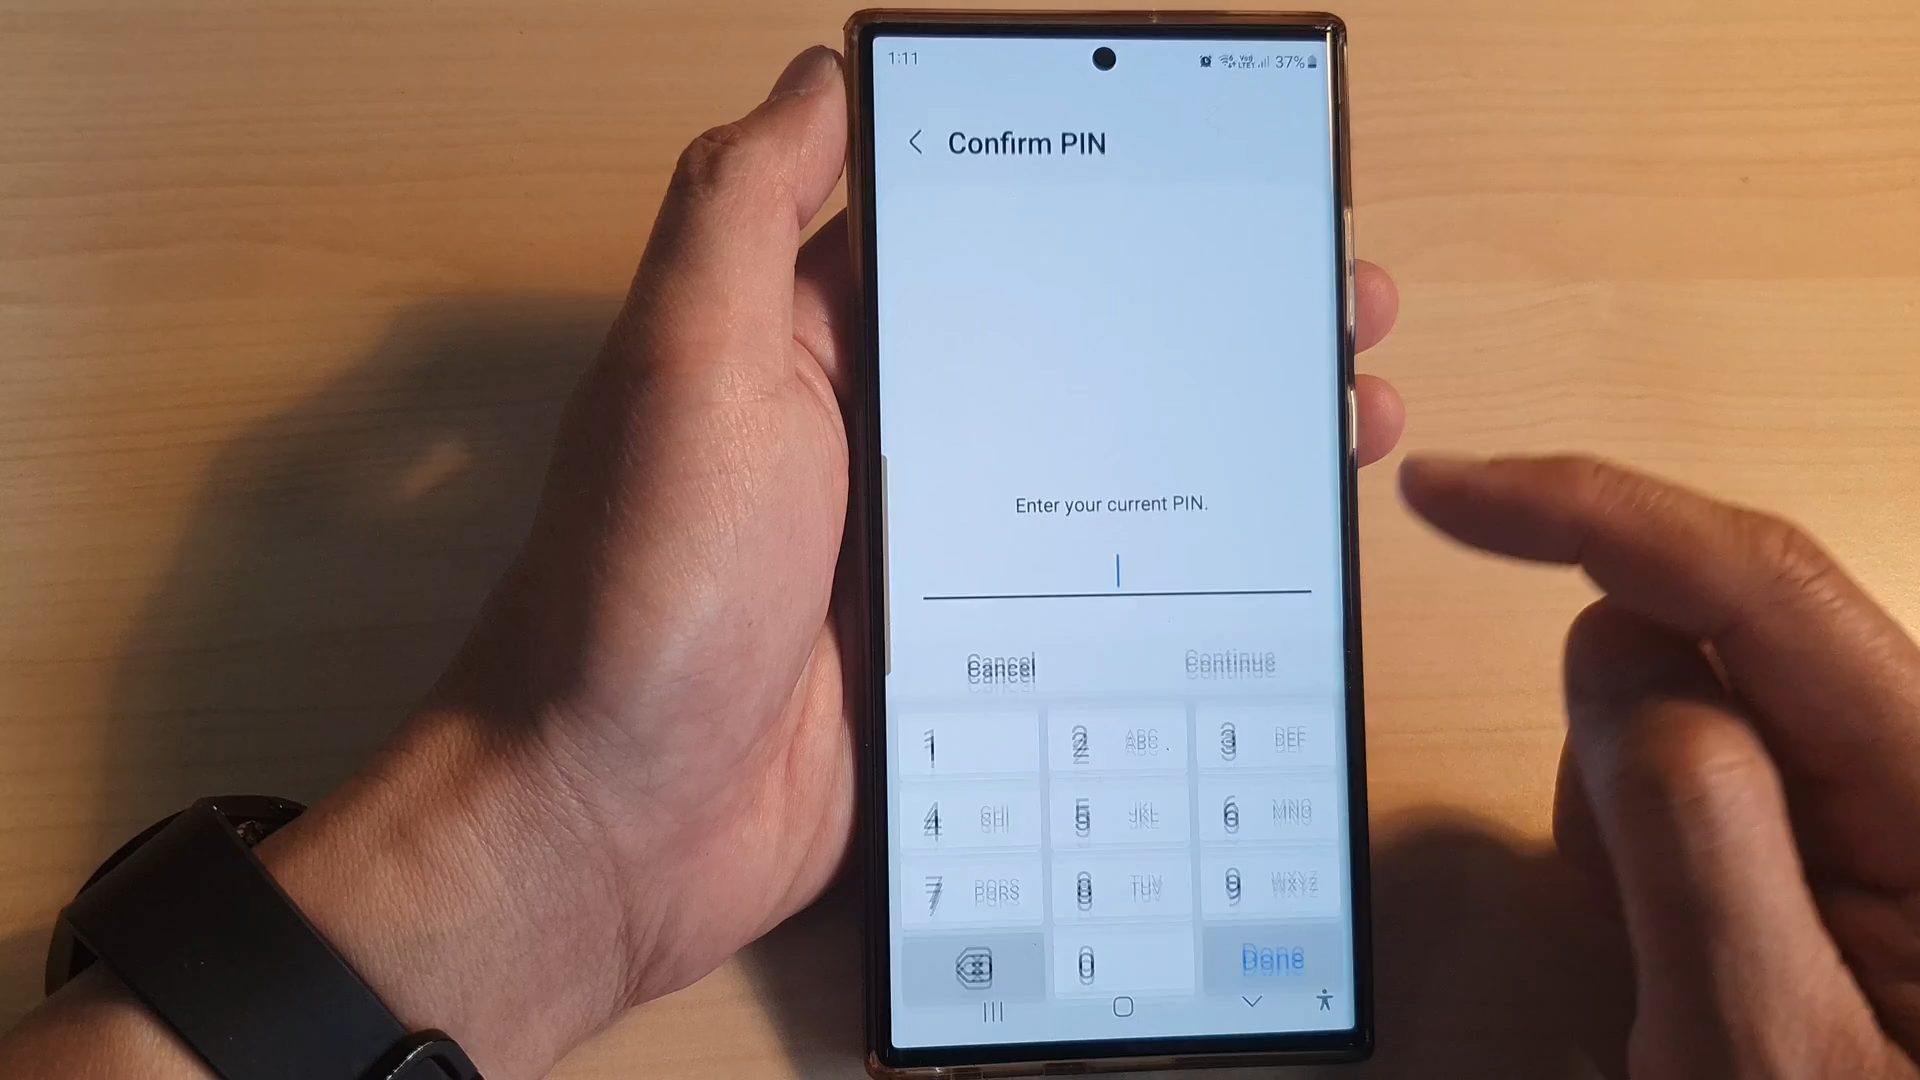 1:11 37%
Confirm PIN
Enter your current PIN.
Cancel Continue
1 2 ABC 3 DEF
4 GHI 5 JKL 6 MNO
7 PQRS 8 TUV 9 WXYZ
0 Done